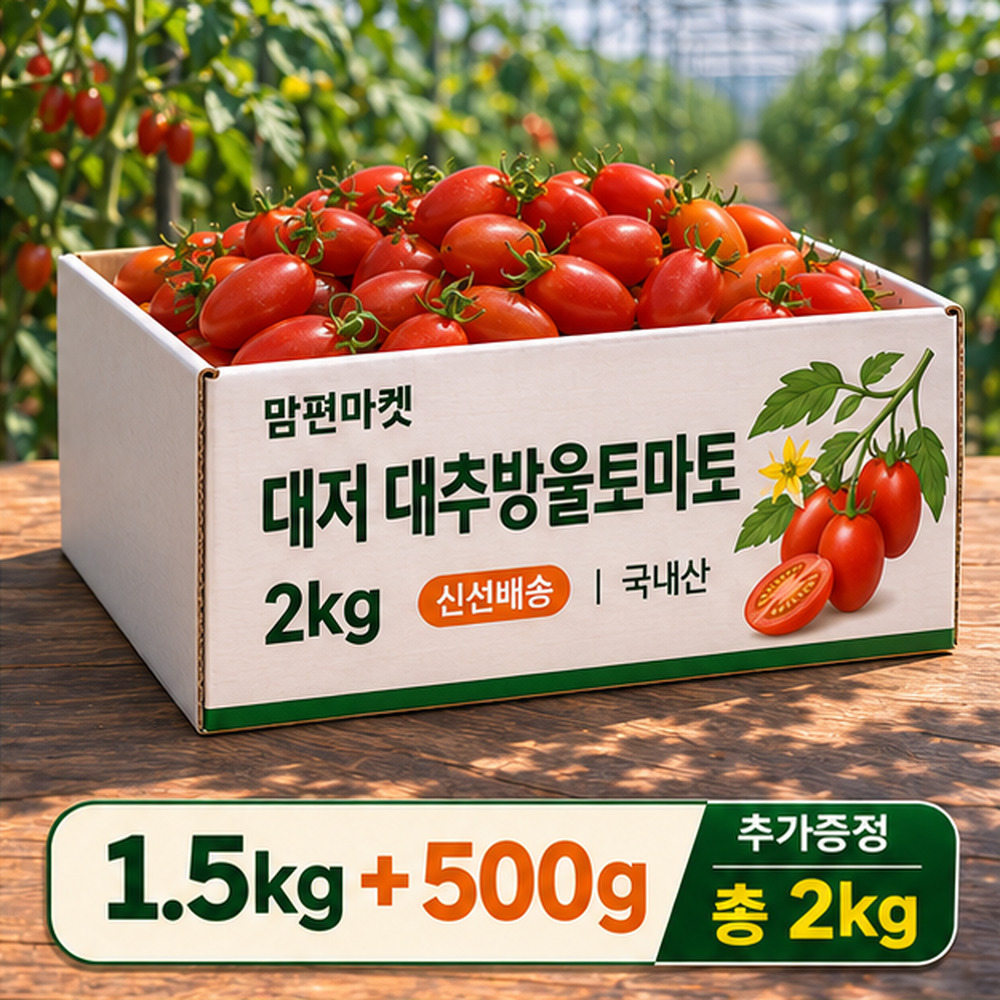 맘편마켓
대저 대추방울토마토
2kg 신선배송 | 국내산
1.5kg + 500g
추가증정
총 2kg